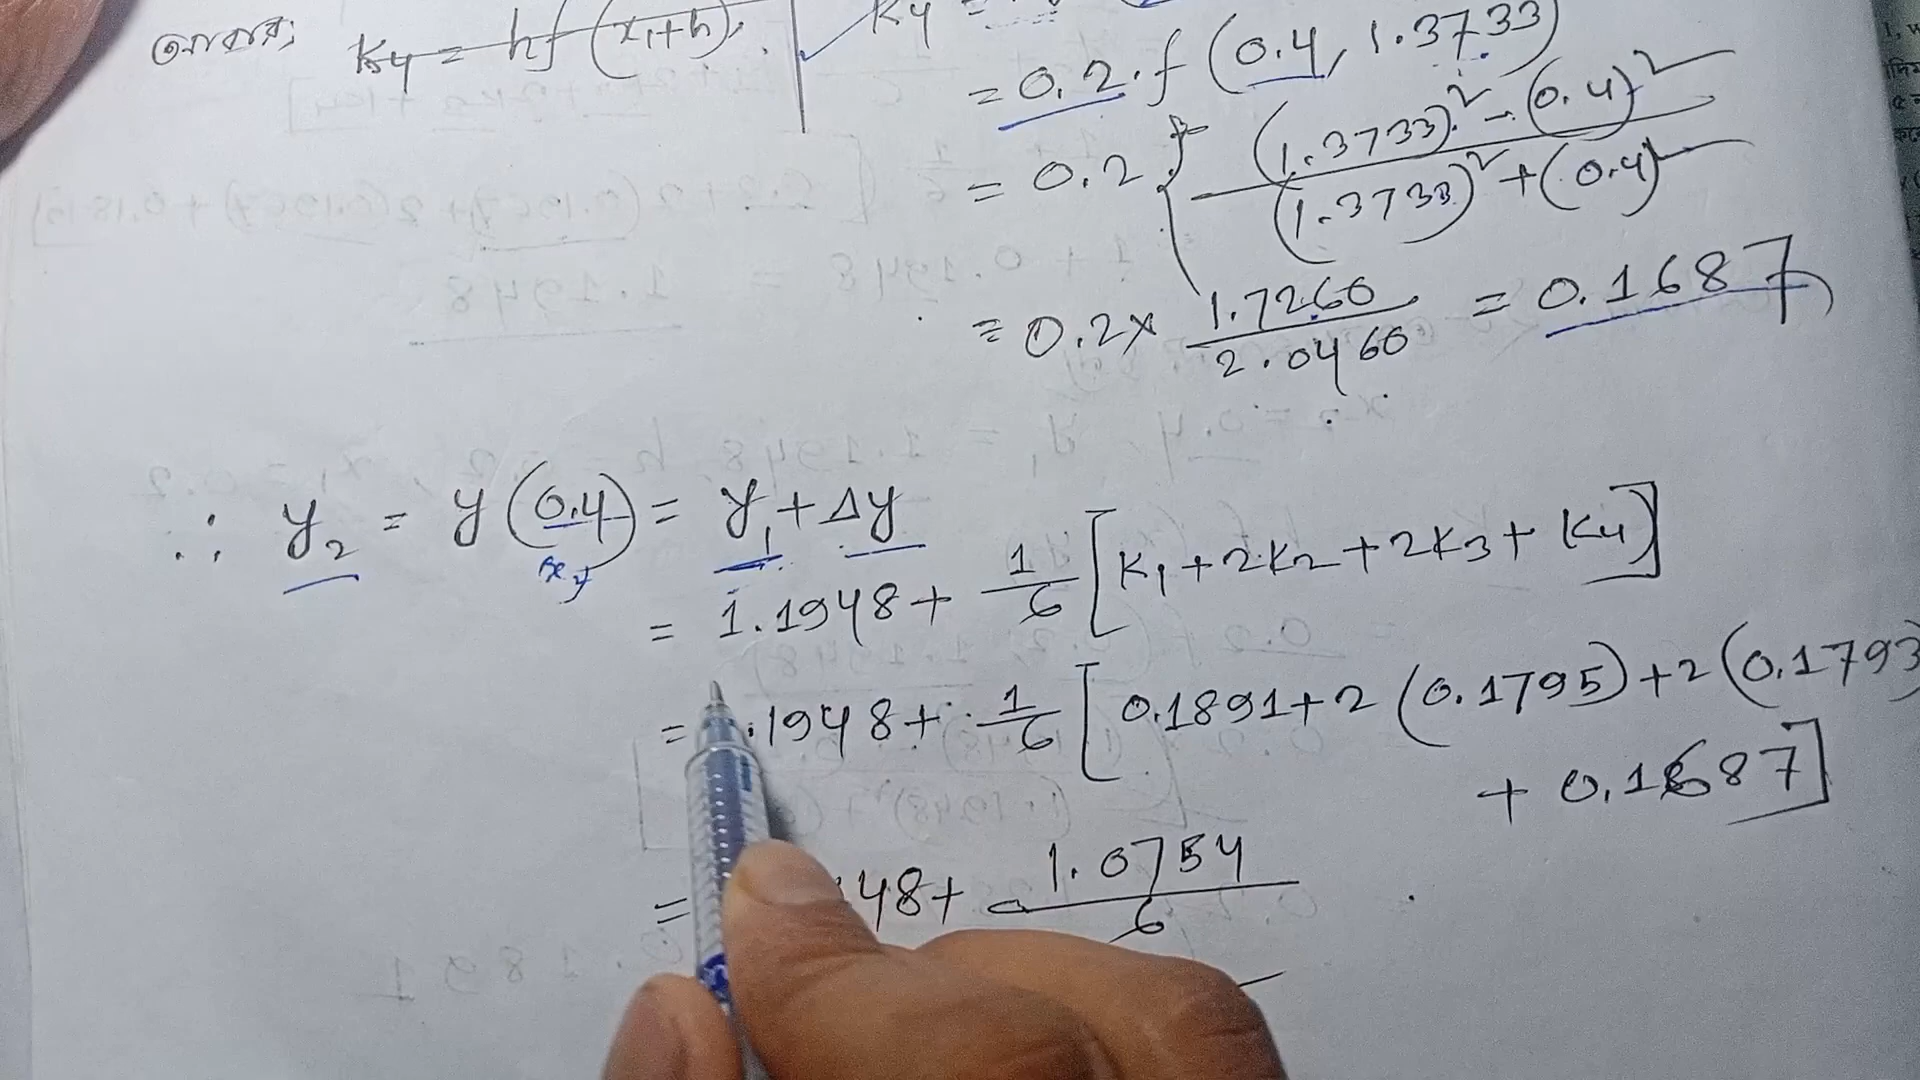 আবার,
K4 = hf (x1+h),
K4 =
= 0.2 . f (0.4, 1.3733)
= 0.2 { (1.3733)² - (0.4)² / (1.3733)² + (0.4)²
= 0.2 × 1.7260 / 2.0460 = 0.1687
∴ y2 = y (0.4) = y1 + Δy
= 1.1948 + 1/6 [K1 + 2K2 + 2K3 + K4]
= .1948 + 1/6 [0.1891 + 2 (0.1795) + 2 (0.1793
+ 0.1687]
= 48 + 1.0754 / 6